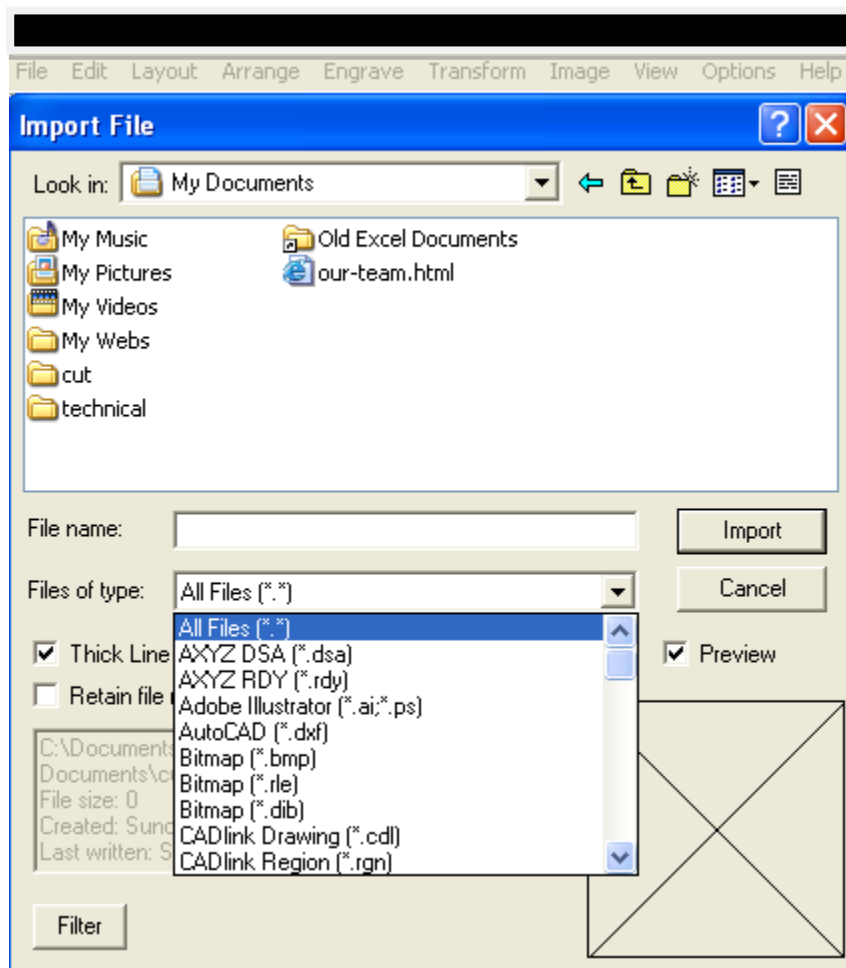 File Edit Layout Arrange Engrave Transform Image View Options Help
Import File
Look in: My Documents
My Music
My Pictures
My Videos
My Webs
cut
technical
Old Excel Documents
our-team.html
File name:
Import
Files of type: All Files (*.*)
Cancel
All Files (*.*)
AXYZ DSA (*.dsa)
AXYZ RDY (*.rdy)
Adobe Illustrator (*.ai;*.ps)
AutoCAD (*.dxf)
Bitmap (*.bmp)
Bitmap (*.rle)
Bitmap (*.dib)
CADlink Drawing (*.cdl)
CADlink Region (*.rgn)
Thick Line
Preview
Retain file
C:\Documents
Documents\c
File size: 0
Created: Sund
Last written: S
Filter